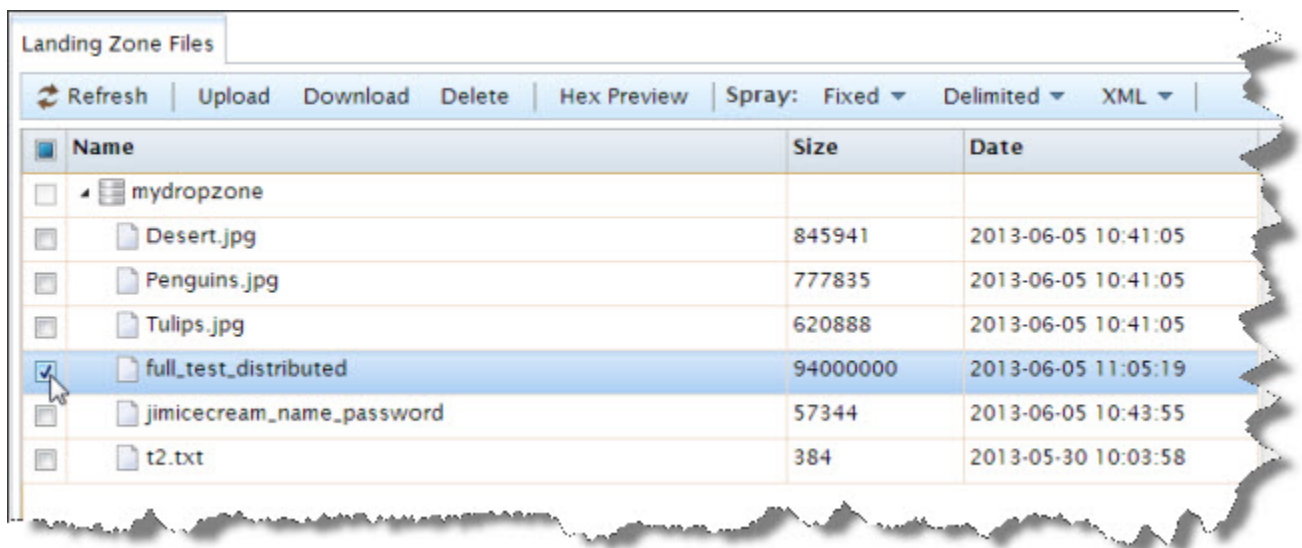 Landing Zone Files
Refresh Upload Download Delete Hex Preview Spray: Fixed Delimited XML
Name Size Date
mydropzone
Desert.jpg 845941 2013-06-05 10:41:05
Penguins.jpg 777835 2013-06-05 10:41:05
Tulips.jpg 620888 2013-06-05 10:41:05
full_test_distributed 94000000 2013-06-05 11:05:19
jimicecream_name_password 57344 2013-06-05 10:43:55
t2.txt 384 2013-05-30 10:03:58